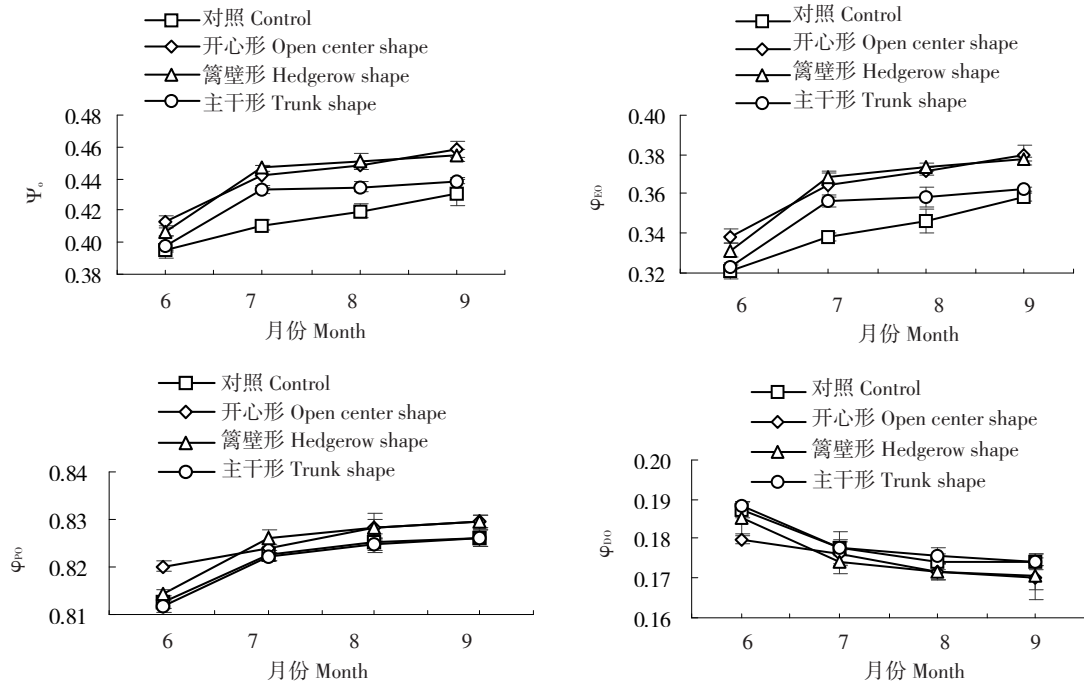 对照 Control
开心形 Open center shape
篱壁形 Hedgerow shape
主干形 Trunk shape
0.48
0.46
0.44
0.42
0.40
0.38
Ψo
6 7 8 9
月份 Month
对照 Control
开心形 Open center shape
篱壁形 Hedgerow shape
主干形 Trunk shape
0.40
0.38
0.36
0.34
0.32
φEO
6 7 8 9
月份 Month
对照 Control
开心形 Open center shape
篱壁形 Hedgerow shape
主干形 Trunk shape
0.84
0.83
0.82
0.81
φPO
6 7 8 9
月份 Month
对照 Control
开心形 Open center shape
篱壁形 Hedgerow shape
主干形 Trunk shape
0.20
0.19
0.18
0.17
0.16
φDO
6 7 8 9
月份 Month